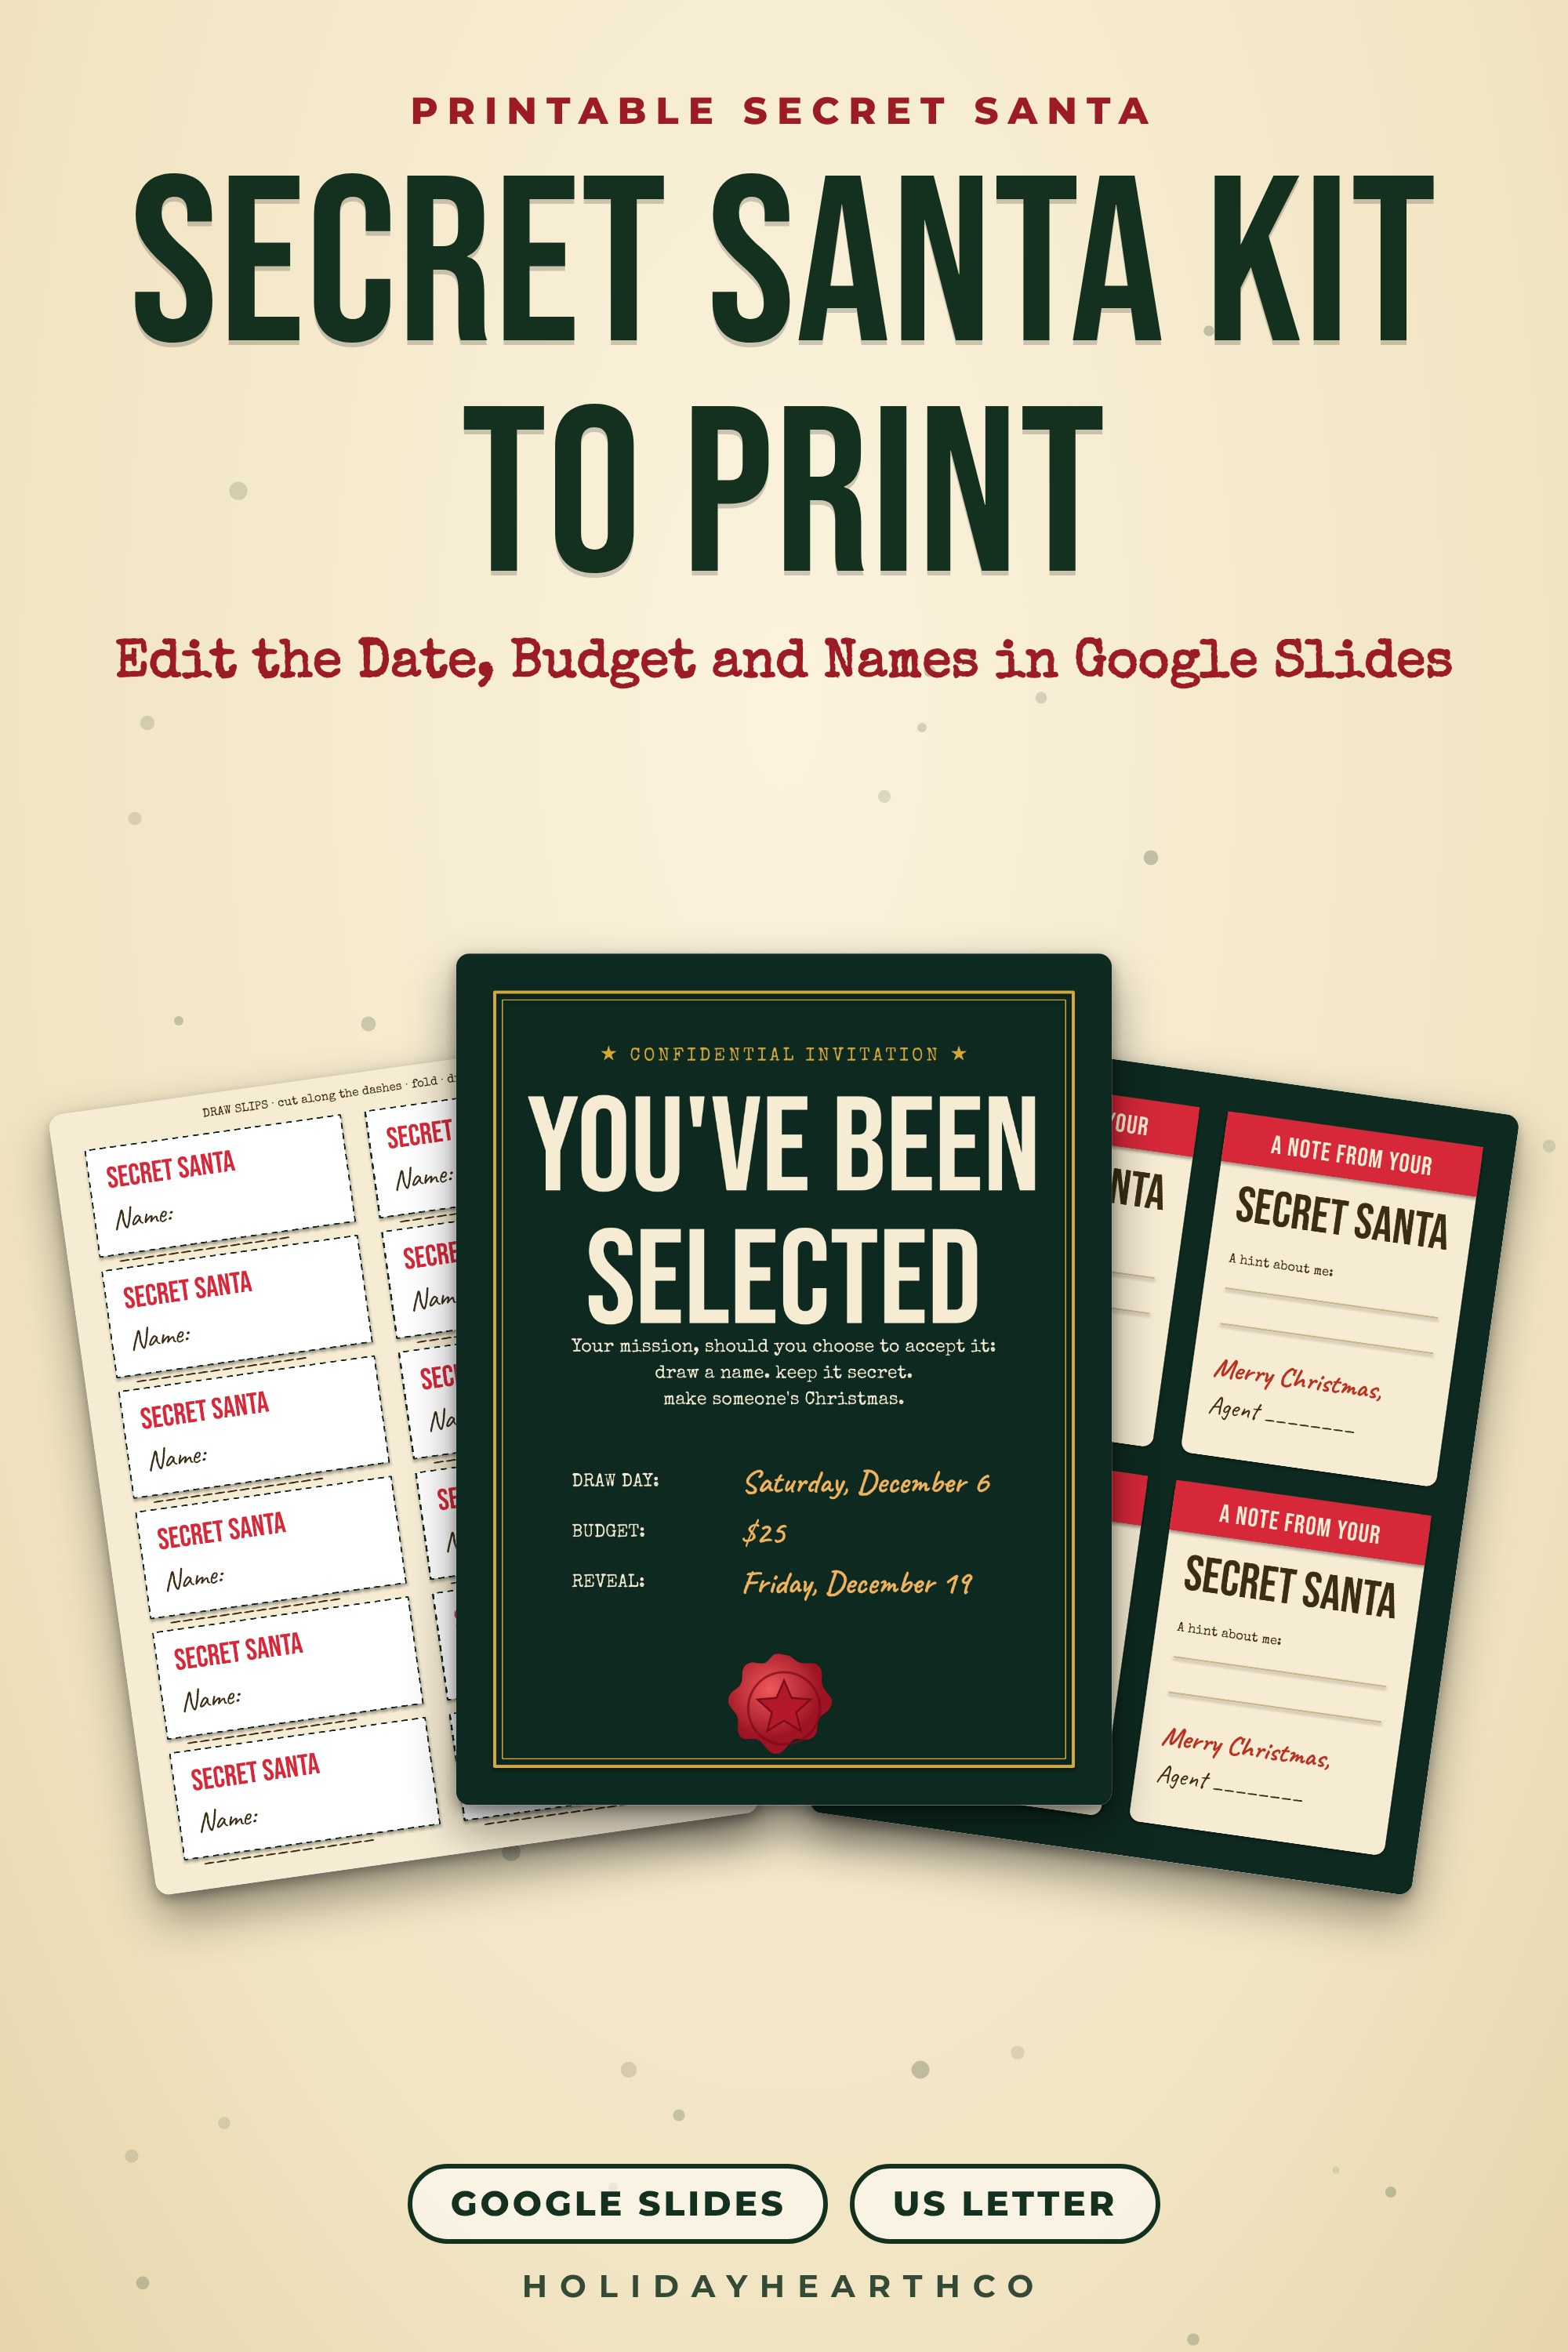 PRINTABLE SECRET SANTA
SECRET SANTA KIT
TO PRINT
Edit the Date, Budget and Names in Google Slides
DRAW SLIPS · cut along the dashes · fold ·
SECRET SANTA
Name:
SECRET SANTA
Name:
SECRET SANTA
Name:
SECRET SANTA
Name:
SECRET SANTA
Name:
SECRET SANTA
Name:
SECRET
Name:
★ CONFIDENTIAL INVITATION ★
YOU'VE BEEN
SELECTED
Your mission, should you choose to accept it:
draw a name. keep it secret.
make someone's Christmas.
DRAW DAY: Saturday, December 6
BUDGET: $25
REVEAL: Friday, December 19
A NOTE FROM YOUR
SECRET SANTA
A hint about me:
Merry Christmas,
Agent ________
A NOTE FROM YOUR
SECRET SANTA
A hint about me:
Merry Christmas,
Agent ________
GOOGLE SLIDES
US LETTER
HOLIDAYHEARTHCO